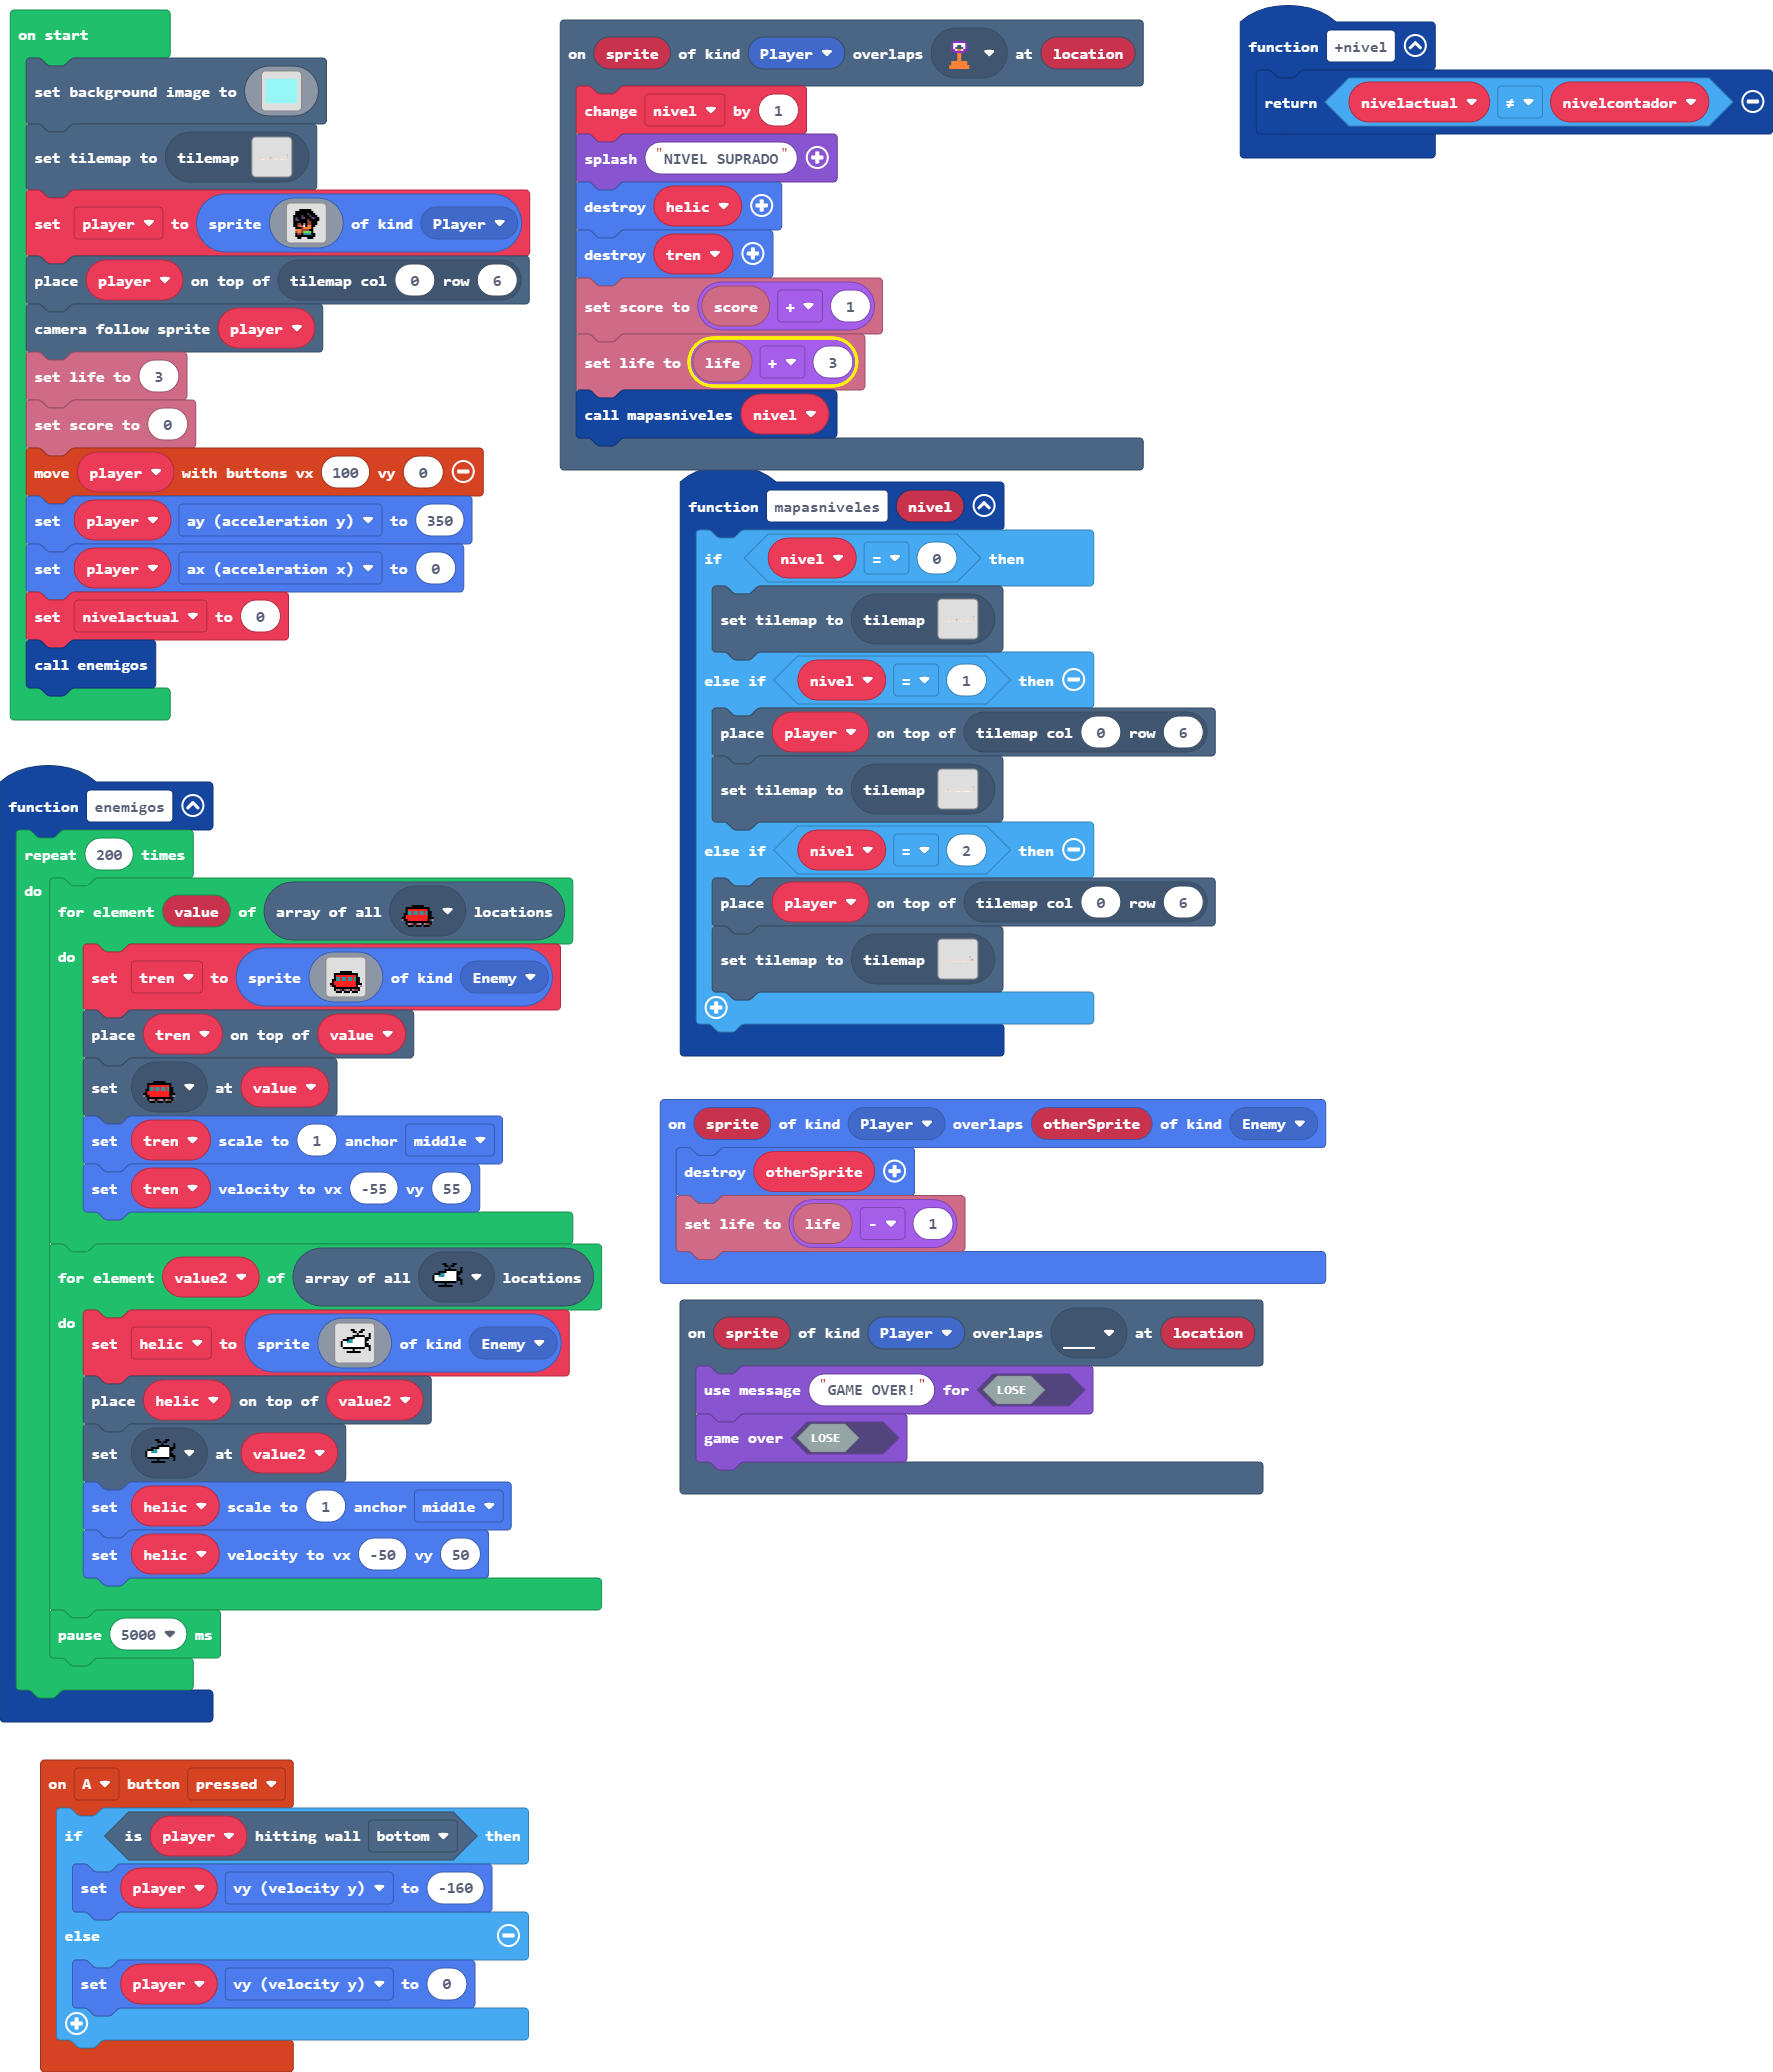 on start
set background image to
set tilemap to tilemap
set player to sprite of kind Player
place player on top of tilemap col 0 row 6
camera follow sprite player
set life to 3
set score to 0
move player with buttons vx 100 vy 0
set player ay (acceleration y) to 350
set player ax (acceleration x) to 0
set nivelactual to 0
call enemigos
function enemigos
repeat 200 times
do
for element value of array of all locations
do
set tren to sprite of kind Enemy
place tren on top of value
set at value
set tren scale to 1 anchor middle
set tren velocity to vx -55 vy 55
for element value2 of array of all locations
do
set helic to sprite of kind Enemy
place helic on top of value2
set at value2
set helic scale to 1 anchor middle
set helic velocity to vx -50 vy 50
pause 5000 ms
on A button pressed
if is player hitting wall bottom then
set player vy (velocity y) to -160
else
set player vy (velocity y) to 0
on sprite of kind Player overlaps at location
change nivel by 1
splash "NIVEL SUPRADO"
destroy helic
destroy tren
set score to score + 1
set life to life + 3
call mapasniveles nivel
function mapasniveles nivel
if nivel = 0 then
set tilemap to tilemap
else if nivel = 1 then
place player on top of tilemap col 0 row 6
set tilemap to tilemap
else if nivel = 2 then
place player on top of tilemap col 0 row 6
set tilemap to tilemap
on sprite of kind Player overlaps otherSprite of kind Enemy
destroy otherSprite
set life to life - 1
on sprite of kind Player overlaps at location
use message "GAME OVER!" for LOSE
game over LOSE
function +nivel
return nivelactual ≠ nivelcontador